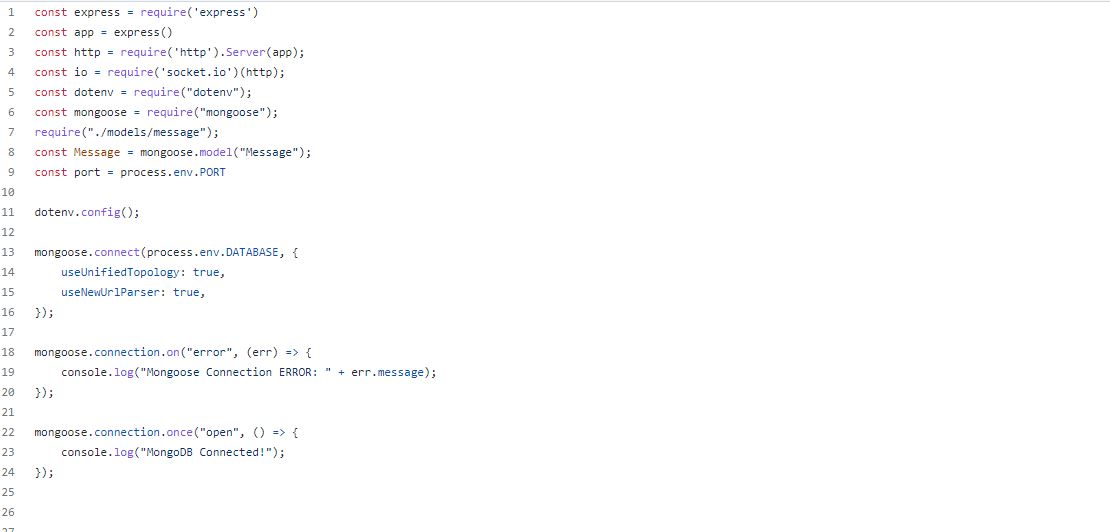 1 const express = require('express')
2 const app = express()
3 const http = require('http').Server(app);
4 const io = require('socket.io')(http);
5 const dotenv = require("dotenv");
6 const mongoose = require("mongoose");
7 require("./models/message");
8 const Message = mongoose.model("Message");
9 const port = process.env.PORT
10
11 dotenv.config();
12
13 mongoose.connect(process.env.DATABASE, {
14     useUnifiedTopology: true,
15     useNewUrlParser: true,
16 });
17
18 mongoose.connection.on("error", (err) => {
19     console.log("Mongoose Connection ERROR: " + err.message);
20 });
21
22 mongoose.connection.once("open", () => {
23     console.log("MongoDB Connected!");
24 });
25
26
27